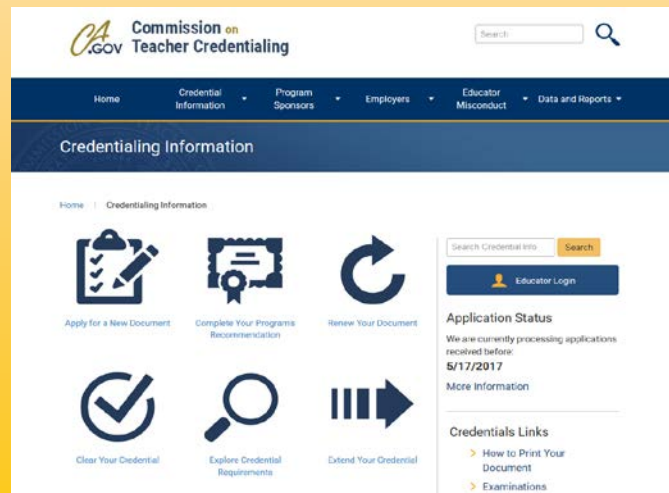 CA.GOV
Commission on
Teacher Credentialing
Search
Home
Credential
Information
Program
Sponsors
Employers
Educator
Misconduct
Data and Reports
Credentialing Information
Home | Credentialing Information
Apply for a New Document
Complete Your Programs
Recommendation
Renew Your Document
Clear Your Credential
Explore Credential
Requirements
Extend Your Credential
Search Credential Info
Search
Educator Login
Application Status
We are currently processing applications
received before:
5/17/2017
More Information
Credentials Links
> How to Print Your
Document
> Examinations